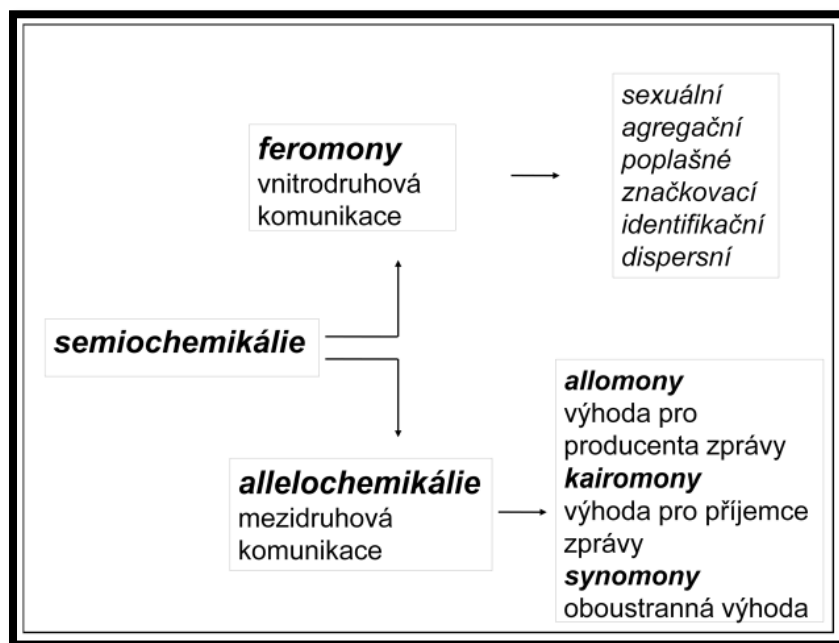 sexuální
agregační
poplašné
značkovací
identifikační
dispersní
feromony
vnitrodruhová
komunikace
semiochemikálie
allelochemikálie
mezidruhová
komunikace
allomony
výhoda pro
producenta zprávy
kairomony
výhoda pro příjemce
zprávy
synomony
oboustranná výhoda